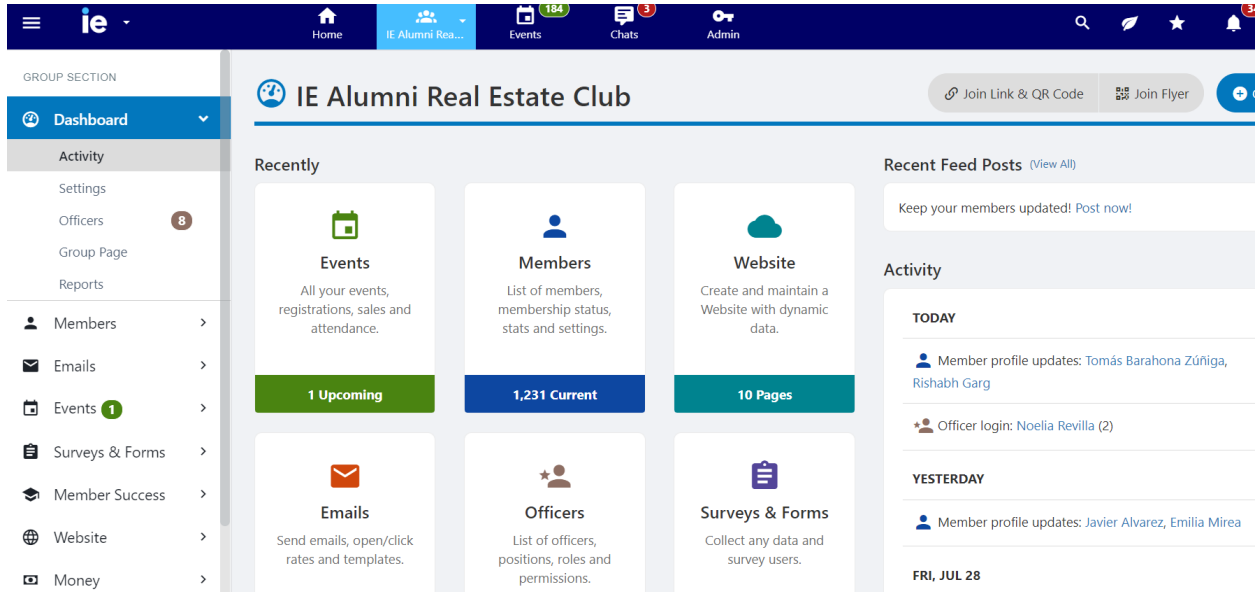 ie
Home
IE Alumni Rea...
184
Events
3
Chats
Admin
GROUP SECTION
Dashboard
Activity
Settings
Officers 8
Group Page
Reports
Members
Emails
Events 1
Surveys & Forms
Member Success
Website
Money
IE Alumni Real Estate Club
Join Link & QR Code
Join Flyer
Recently
Events
All your events,
registrations, sales and
attendance.
1 Upcoming
Members
List of members,
membership status,
stats and settings.
1,231 Current
Website
Create and maintain a
Website with dynamic
data.
10 Pages
Emails
Send emails, open/click
rates and templates.
Officers
List of officers,
positions, roles and
permissions.
Surveys & Forms
Collect any data and
survey users.
Recent Feed Posts (View All)
Keep your members updated! Post now!
Activity
TODAY
Member profile updates: Tomás Barahona Zúñiga,
Rishabh Garg
Officer login: Noelia Revilla (2)
YESTERDAY
Member profile updates: Javier Alvarez, Emilia Mirea
FRI, JUL 28